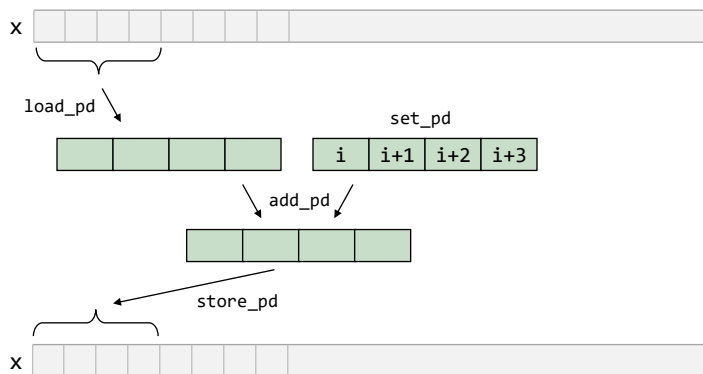 x
load_pd
set_pd
i i+1 i+2 i+3
add_pd
store_pd
x